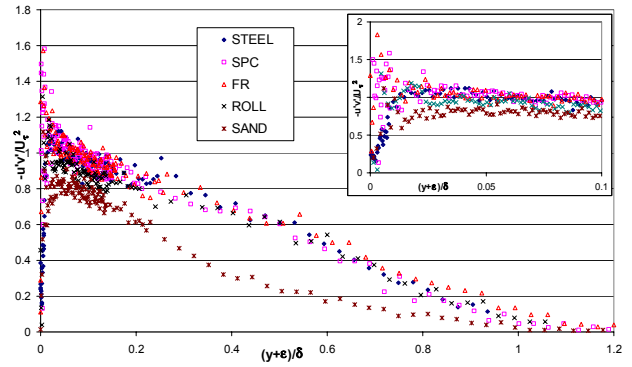 1.8
1.6
1.4
1.2
1
0.8
0.6
0.4
0.2
0
-u'v'/Uτ²
0 0.2 0.4 0.6 0.8 1 1.2
(y+ε)/δ
STEEL
SPC
FR
ROLL
SAND
2
1.5
1
0.5
0
-u'v'/Uτ²
0 0.05 0.1
(y+ε)/δ